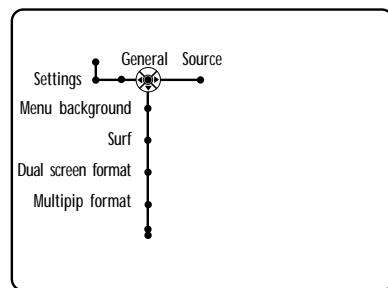 General Source
Settings
Menu background
Surf
Dual screen format
Multipip format